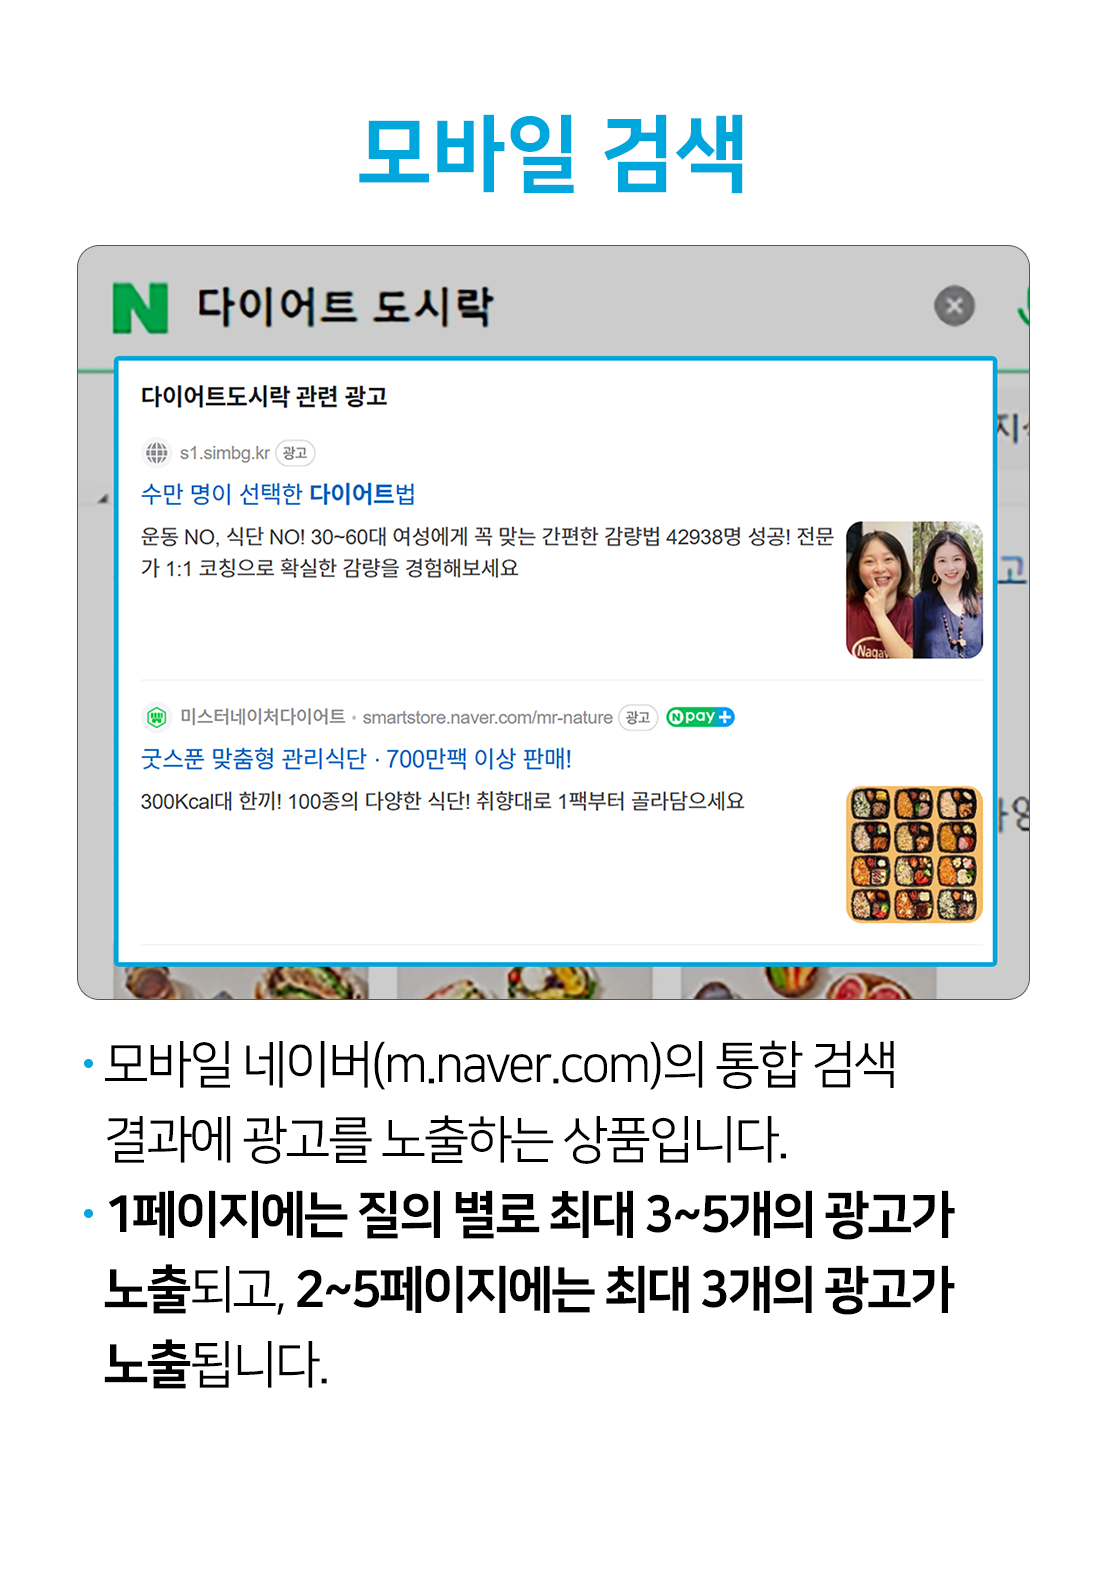 모바일 검색
N 다이어트 도시락
다이어트도시락 관련 광고
s1.simbg.kr 광고
수만 명이 선택한 다이어트법
운동 NO, 식단 NO! 30~60대 여성에게 꼭 맞는 간편한 감량법 42938명 성공! 전문
가 1:1 코칭으로 확실한 감량을 경험해보세요
Nagav
미스터네이처다이어트 · smartstore.naver.com/mr-nature 광고 N pay +
굿스푼 맞춤형 관리식단 · 700만팩 이상 판매!
300Kcal대 한끼! 100종의 다양한 식단! 취향대로 1팩부터 골라담으세요
• 모바일 네이버(m.naver.com)의 통합 검색
결과에 광고를 노출하는 상품입니다.
• 1페이지에는 질의 별로 최대 3~5개의 광고가
노출되고, 2~5페이지에는 최대 3개의 광고가
노출됩니다.